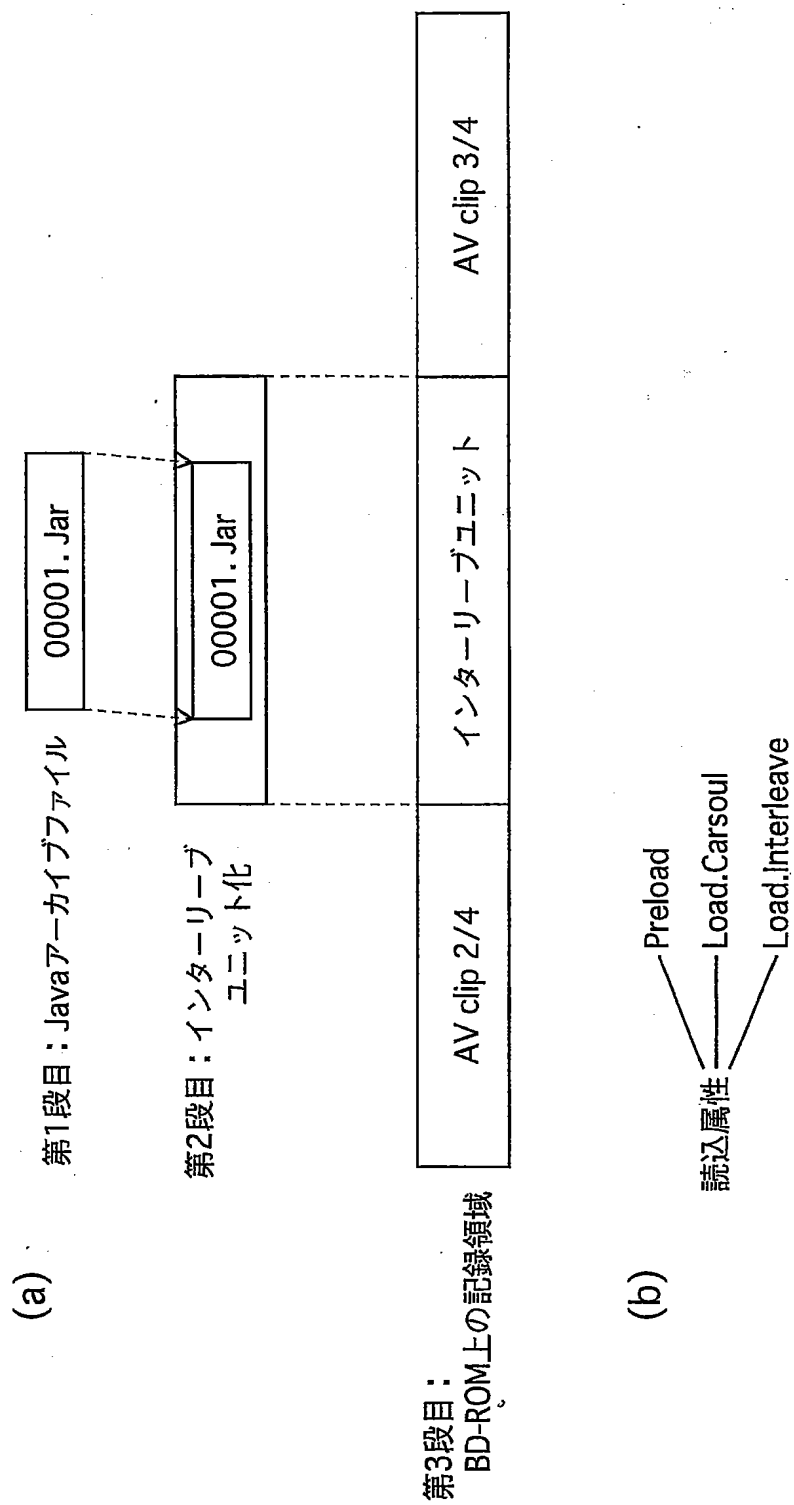 (a)
第1段目：Javaアーカイブファイル
00001.Jar
第2段目：インターリーブ
ユニット化
00001.Jar
第3段目：
BD-ROM上の記録領域
AV clip 2/4
インターリーブユニット
AV clip 3/4
(b)
読込属性
Preload
Load.Carsoul
Load.Interleave